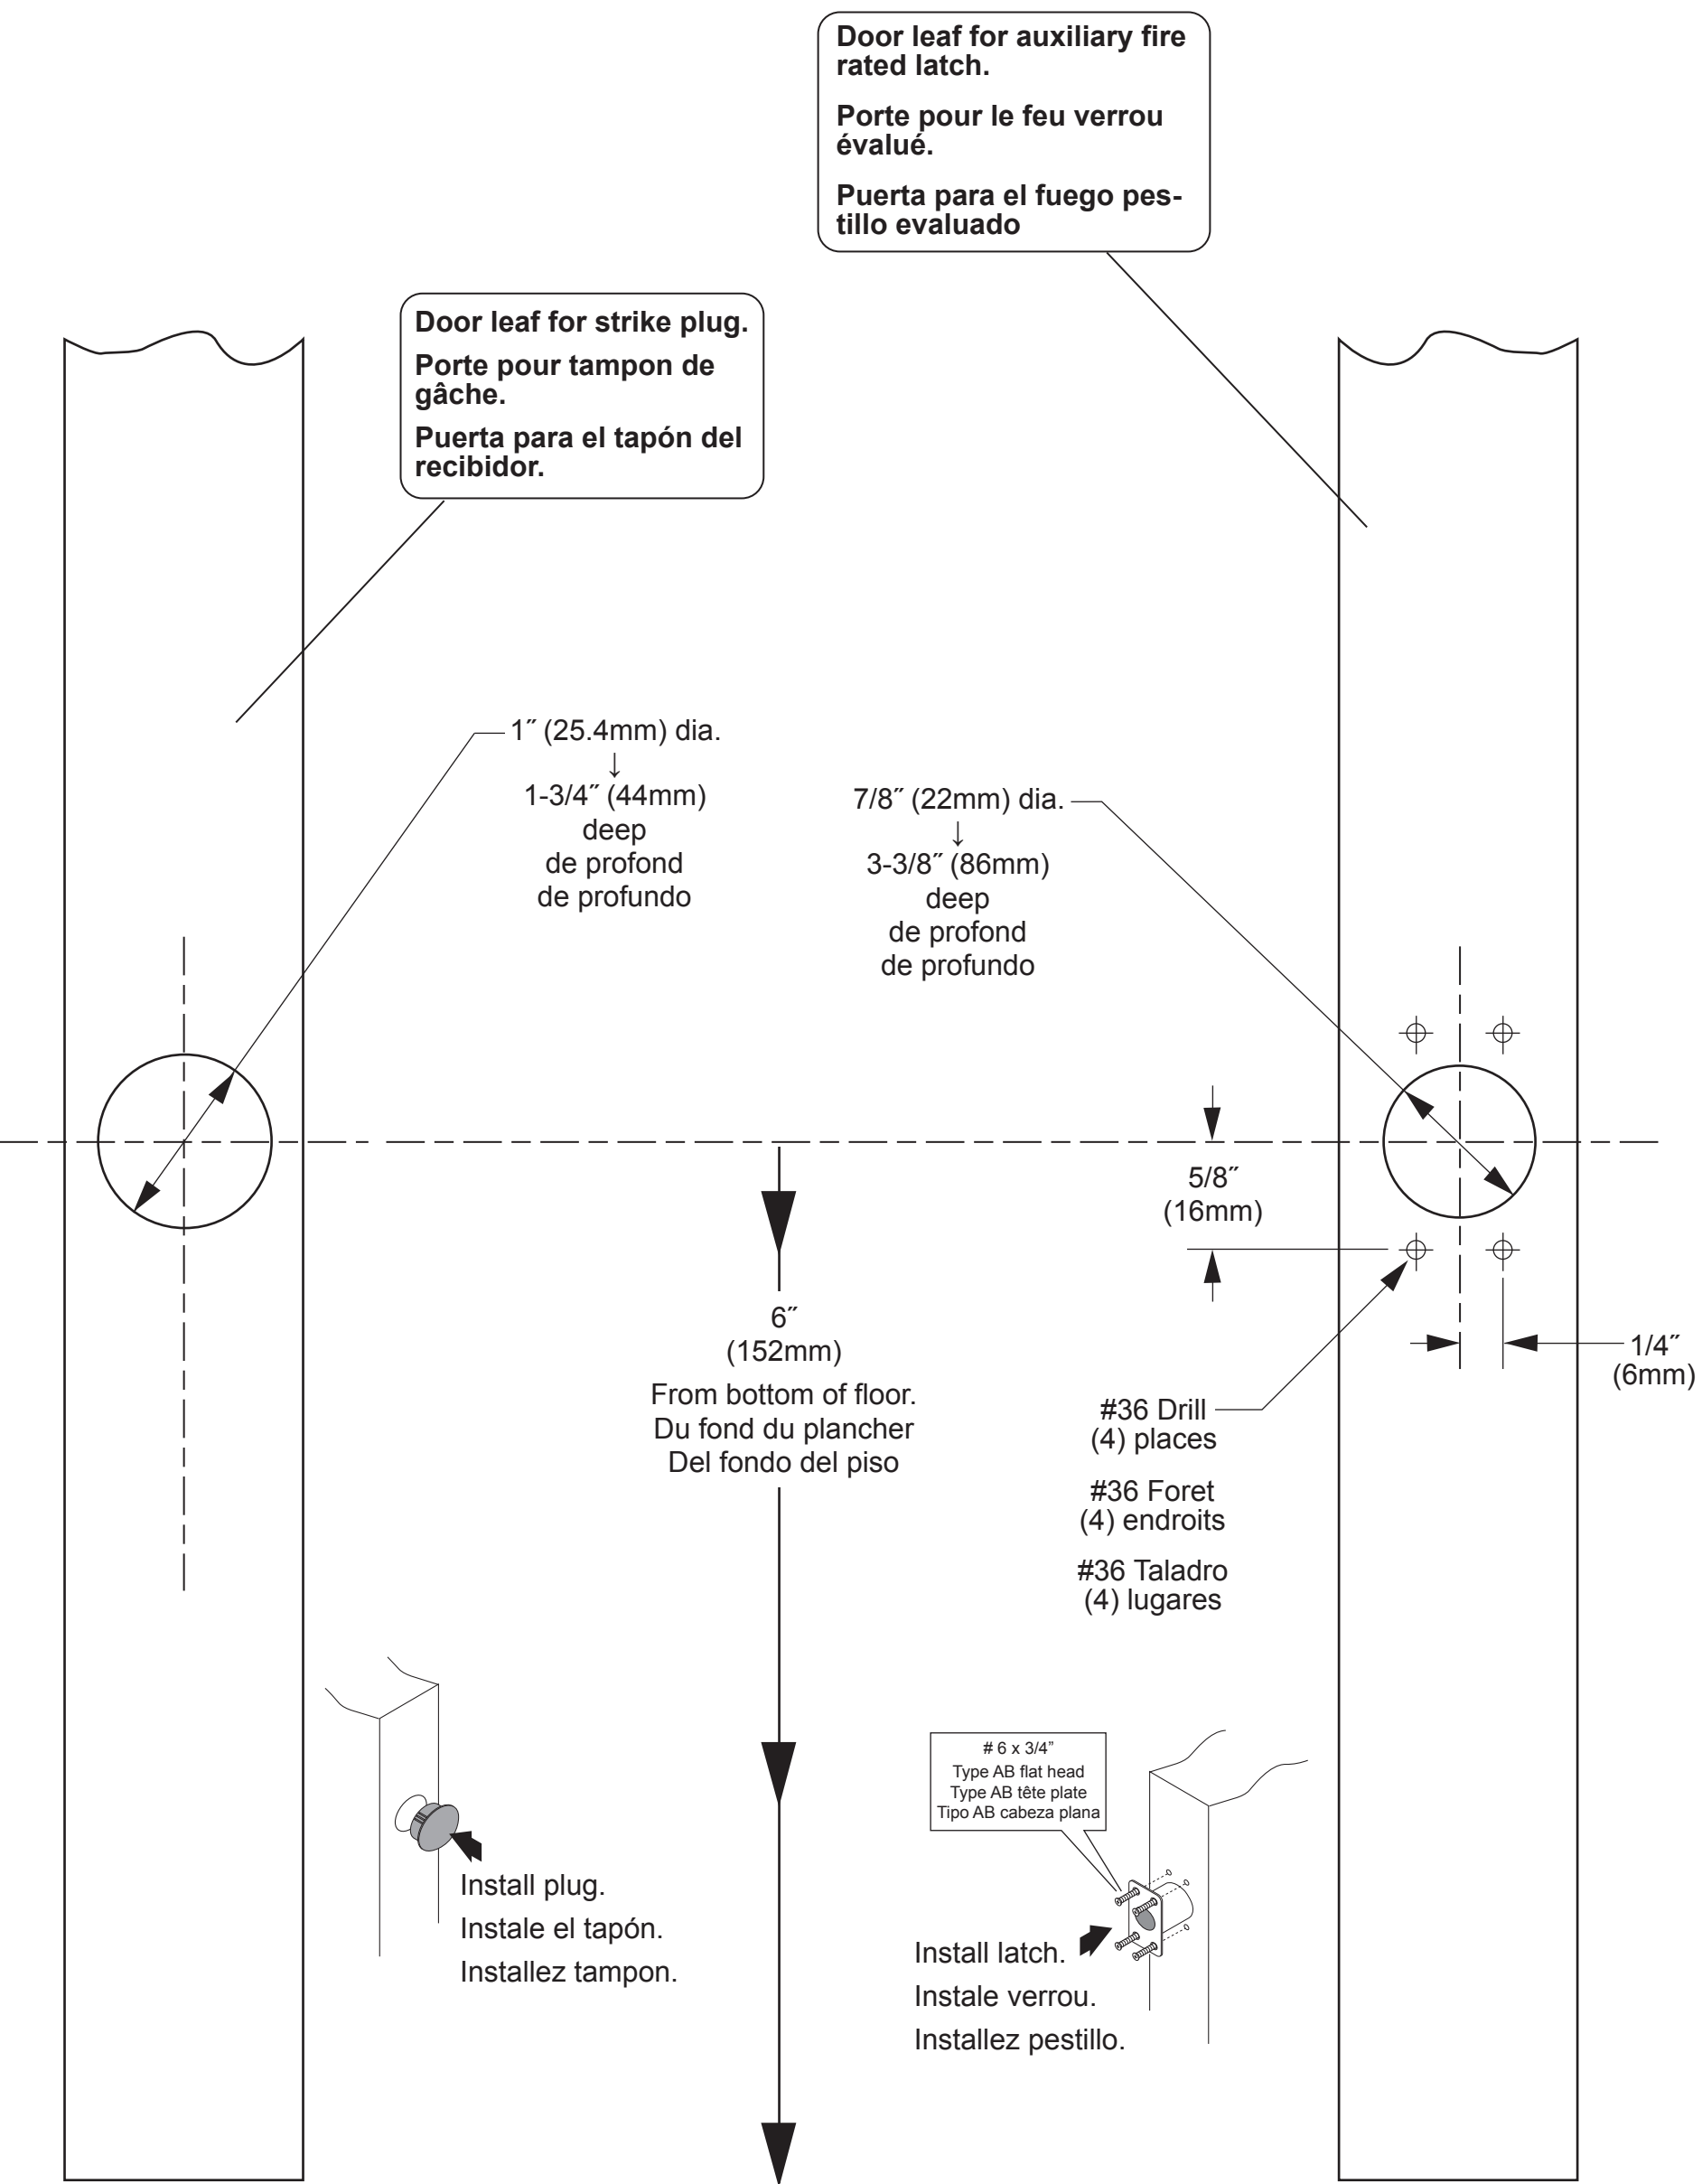 Door leaf for auxiliary fire
rated latch.
Porte pour le feu verrou
évalué.
Puerta para el fuego pes-
tillo evaluado
Door leaf for strike plug.
Porte pour tampon de
gâche.
Puerta para el tapón del
recibidor.
1˝ (25.4mm) dia.
↓
1-3/4˝ (44mm)
deep
de profond
de profundo
7/8˝ (22mm) dia.
↓
3-3/8˝ (86mm)
deep
de profond
de profundo
5/8˝
(16mm)
6˝
(152mm)
From bottom of floor.
Du fond du plancher
Del fondo del piso
1/4˝
(6mm)
#36 Drill
(4) places
#36 Foret
(4) endroits
#36 Taladro
(4) lugares
# 6 x 3/4”
Type AB flat head
Type AB tête plate
Tipo AB cabeza plana
Install plug.
Instale el tapón.
Installez tampon.
Install latch.
Instale verrou.
Installez pestillo.